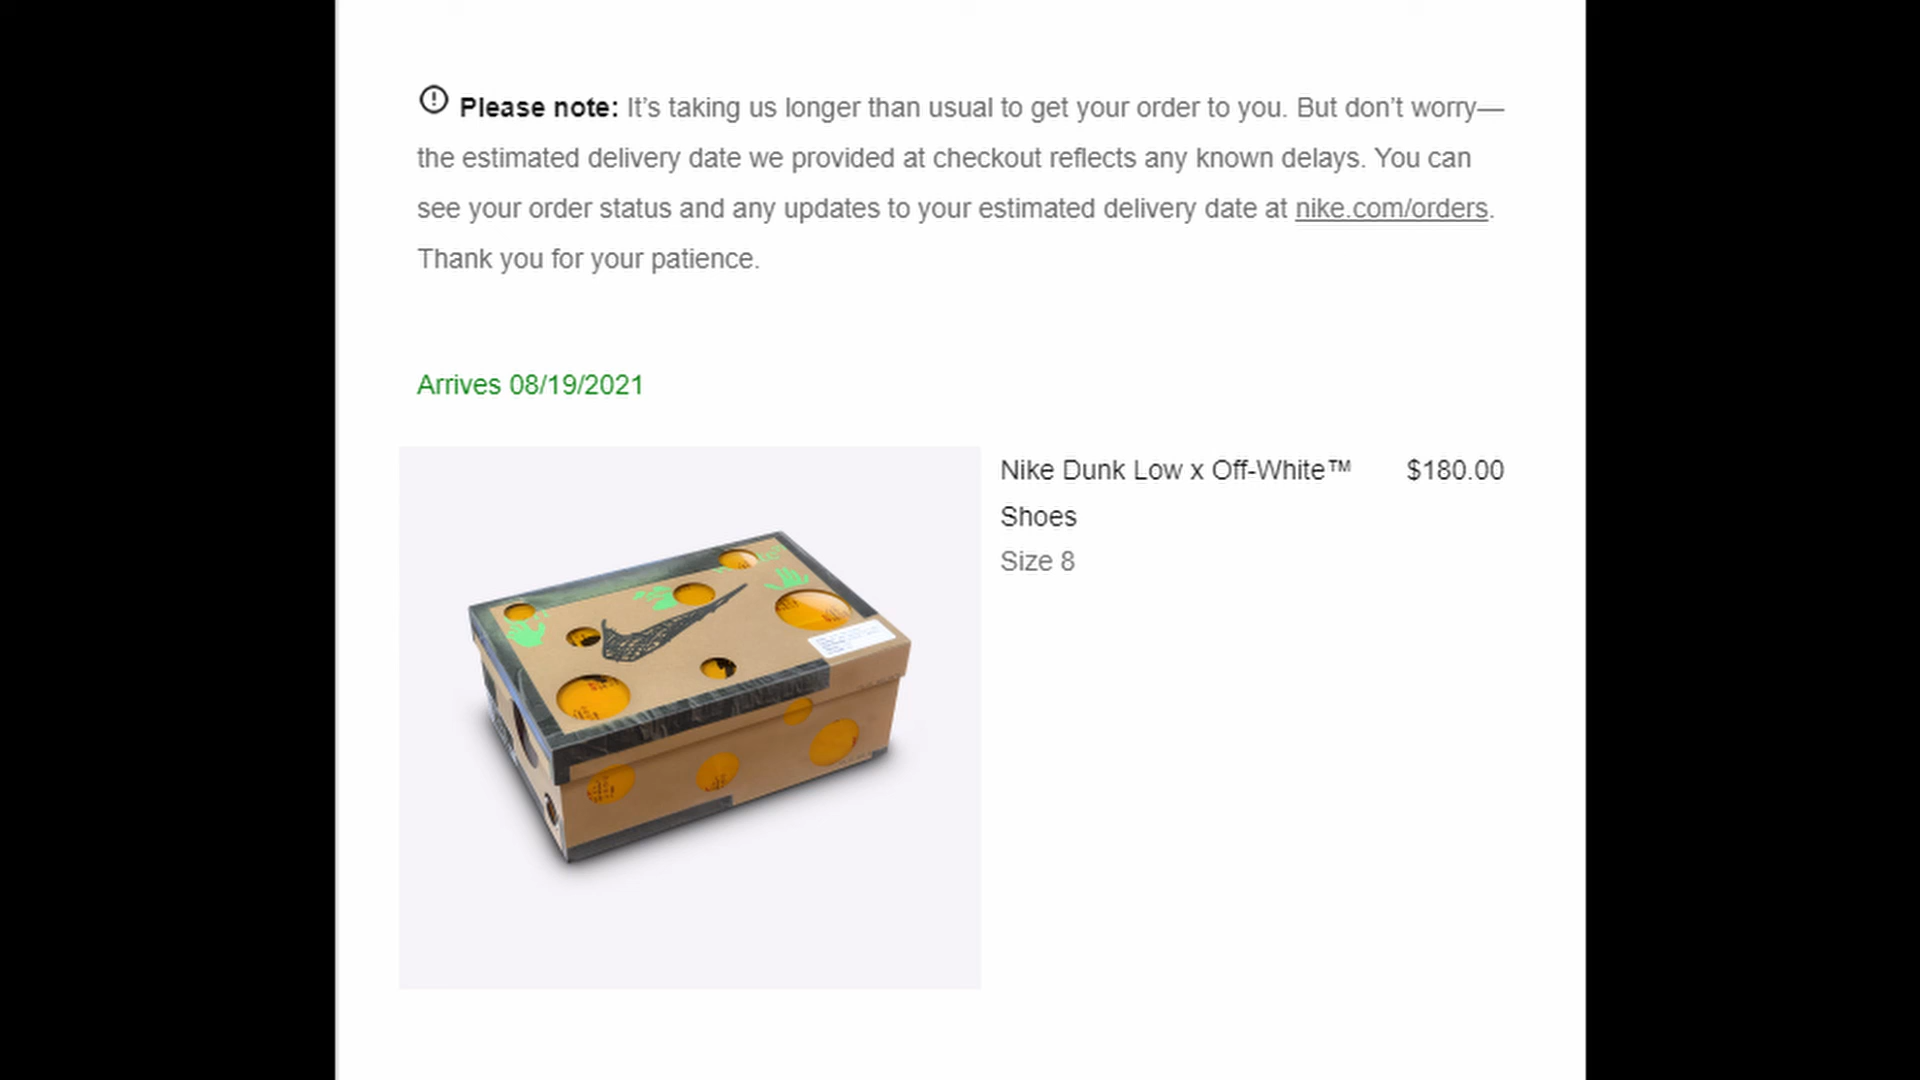 Please note: It’s taking us longer than usual to get your order to you. But don’t worry—
the estimated delivery date we provided at checkout reflects any known delays. You can
see your order status and any updates to your estimated delivery date at nike.com/orders.
Thank you for your patience.
Arrives 08/19/2021
Nike Dunk Low x Off-White™ $180.00
Shoes
Size 8